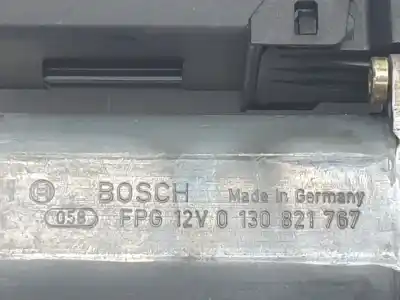 BOSCH Made in Germany
058 FPG 12V 0 130 821 767